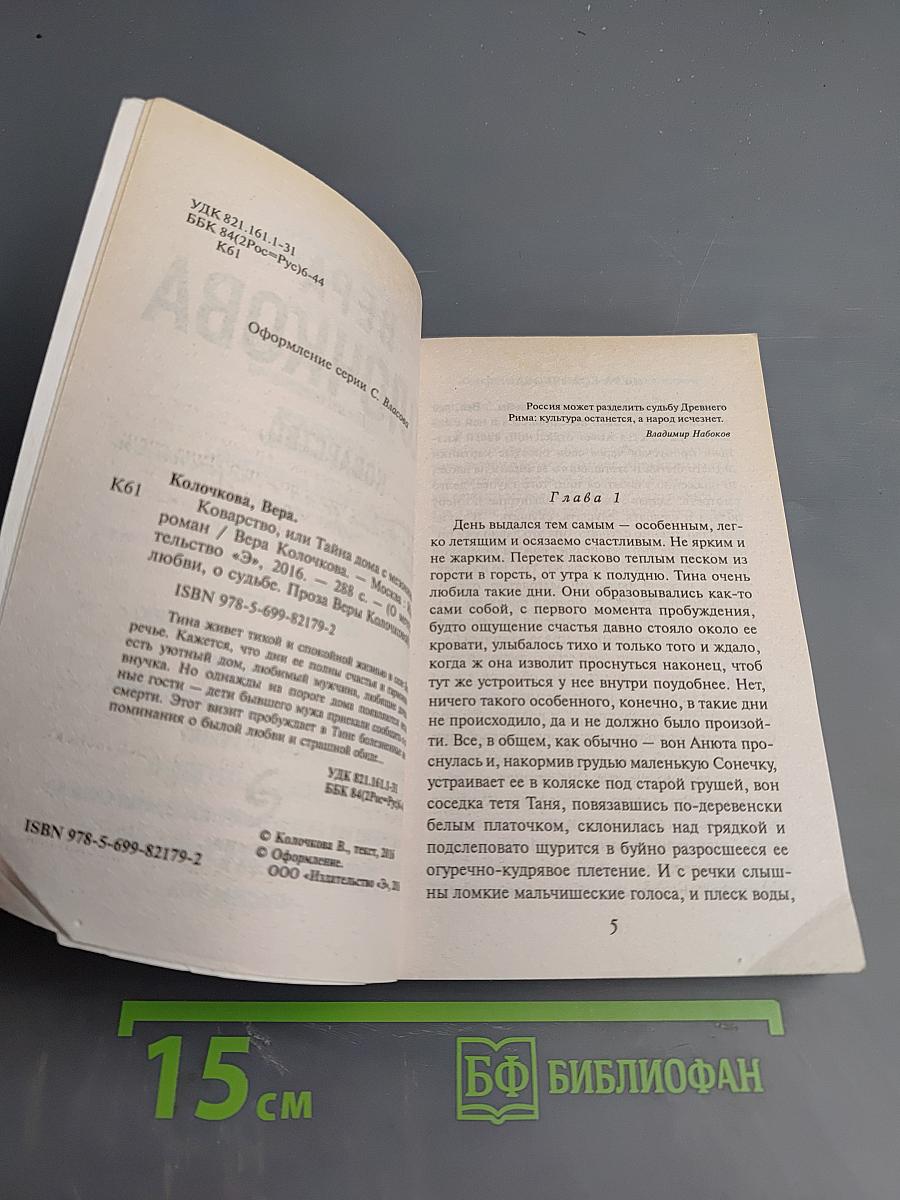 УДК 821.161.1-31
ББК 84(2Рос=Рус)6-44
К61
Оформление серии С. Власова
Колочкова, Вера.
К61
Коварство, или Тайна дома с
роман / Вера Колочкова. — Москва :
тельство «Э», 2016. — 288 с. — (О
любви, о судьбе. Проза Веры Колочковой
ISBN 978-5-699-82179-2
Тина живет тихой и спокойной жизнью в
речье. Кажется, что дни ее полны счастья и
есть уютный дом, любимый мужчина, любящие
внучка. Но однажды на пороге дома появляются
ные гости — дети бывшего мужа приехали сообщить о
смерти. Этот визит пробуждает в Тине болезненные
поминания о былой любви и страшной обиде...
УДК 821.161.1-31
ББК 84(2Рос=Рус)6-
ISBN 978-5-699-82179-2
© Колочкова В., текст, 2016
© Оформление.
ООО «Издательство «Э», 20
Россия может разделить судьбу Древнего
Рима: культура останется, а народ исчезнет.
Владимир Набоков
Глава 1
День выдался тем самым — особенным, лег-
ко летящим и осязаемо счастливым. Не ярким и
не жарким. Перетек ласково теплым песком из
горсти в горсть, от утра к полудню. Тина очень
любила такие дни. Они образовывались как-то
сами собой, с первого момента пробуждения,
будто ощущение счастья давно стояло около ее
кровати, улыбалось тихо и только того и ждало,
когда ж она изволит проснуться наконец, чтоб
тут же устроиться у нее внутри поудобнее. Нет,
ничего такого особенного, конечно, в такие дни
не происходило, да и не должно было произой-
ти. Все, в общем, как обычно — вон Анюта про-
снулась и, накормив грудью маленькую Сонечку,
устраивает ее в коляске под старой грушей, вон
соседка тетя Таня, повязавшись по-деревенски
белым платочком, склонилась над грядкой и
подслеповато щурится в буйно разросшееся ее
огуречно-кудрявое плетение. И с речки слыш-
ны ломкие мальчишеские голоса, и плеск воды,
5
15 см
БФ БИБЛИОФАН